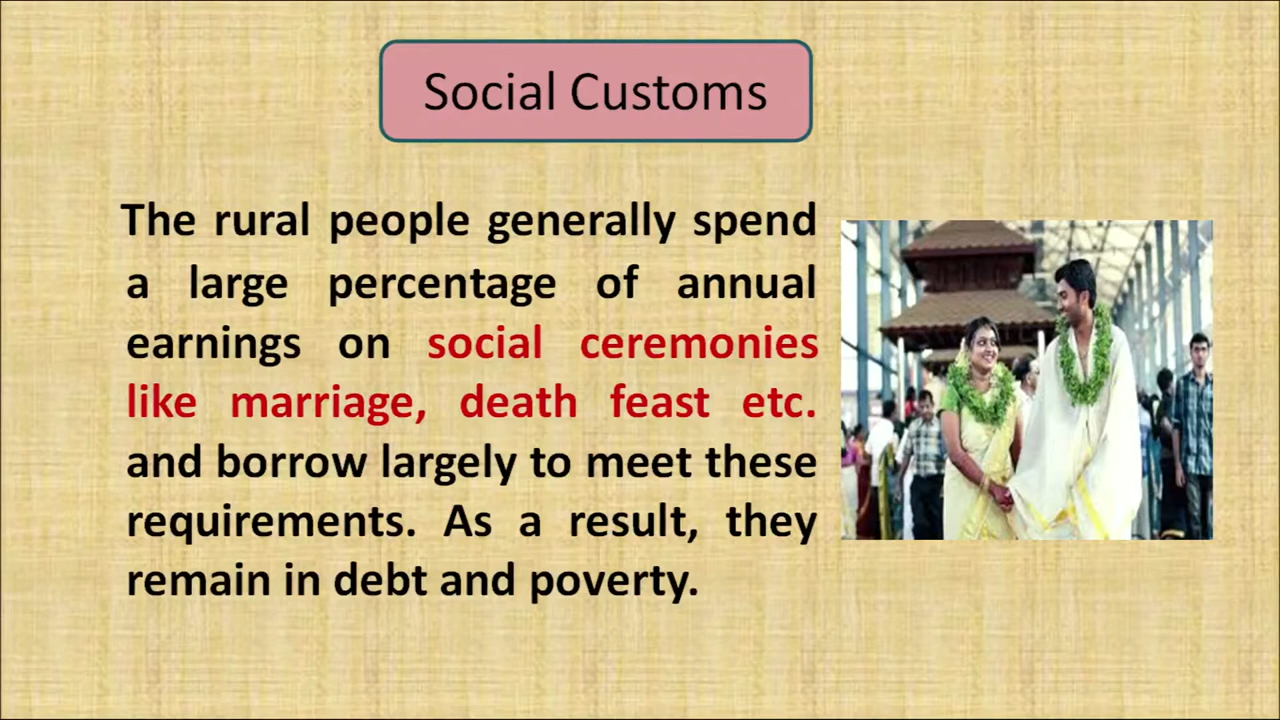 Social Customs
The rural people generally spend
a large percentage of annual
earnings on social ceremonies
like marriage, death feast etc.
and borrow largely to meet these
requirements. As a result, they
remain in debt and poverty.